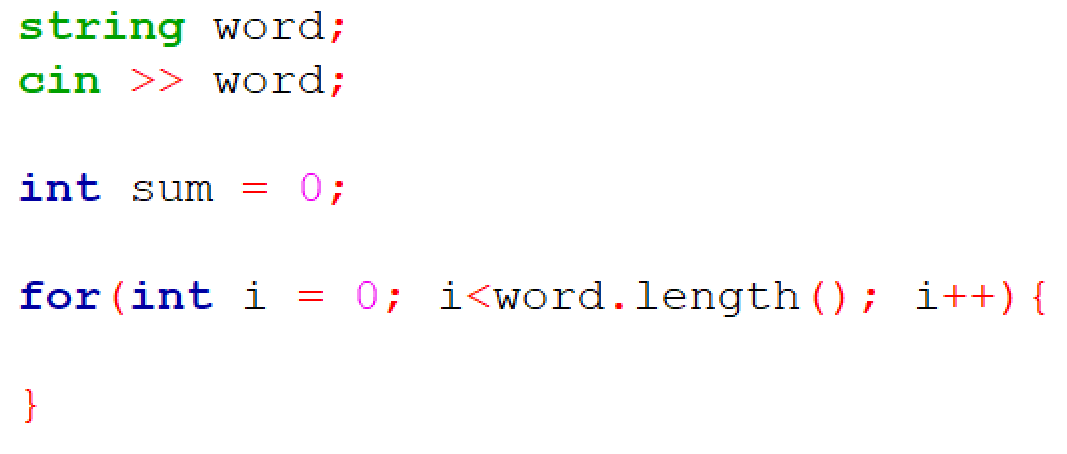 string word;
cin >> word;
int sum = 0;
for(int i = 0; i<word.length(); i++){
}